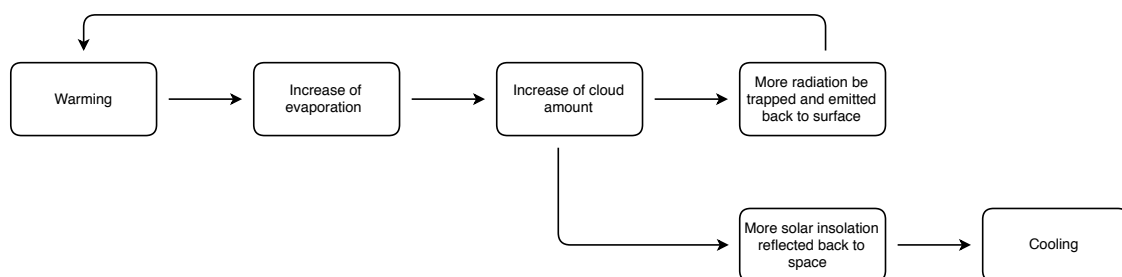 Warming
Increase of
evaporation
Increase of cloud
amount
More radiation be
trapped and emitted
back to surface
More solar insolation
reflected back to
space
Cooling